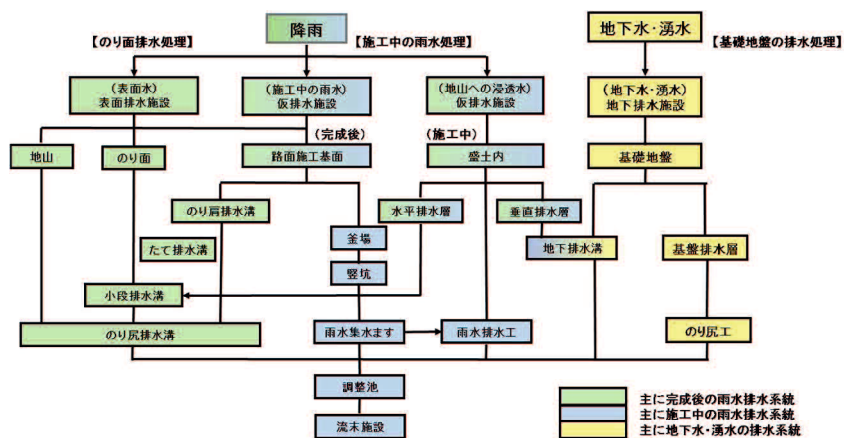 降雨
地下水・湧水
【のり面排水処理】
【施工中の雨水処理】
【基礎地盤の排水処理】
(表面水)
表面排水施設
(施工中の雨水)
仮排水施設
(地山への浸透水)
仮排水施設
(地下水・湧水)
地下排水施設
(完成後)
(施工中)
地山
のり面
路面施工基面
盛土内
基礎地盤
のり肩排水溝
水平排水層
垂直排水層
釜場
たて排水溝
地下排水溝
基盤排水層
竪坑
小段排水溝
のり尻排水溝
雨水集水ます
雨水排水工
のり尻工
調整池
流末施設
主に完成後の雨水排水系統
主に施工中の雨水排水系統
主に地下水・湧水の排水系統